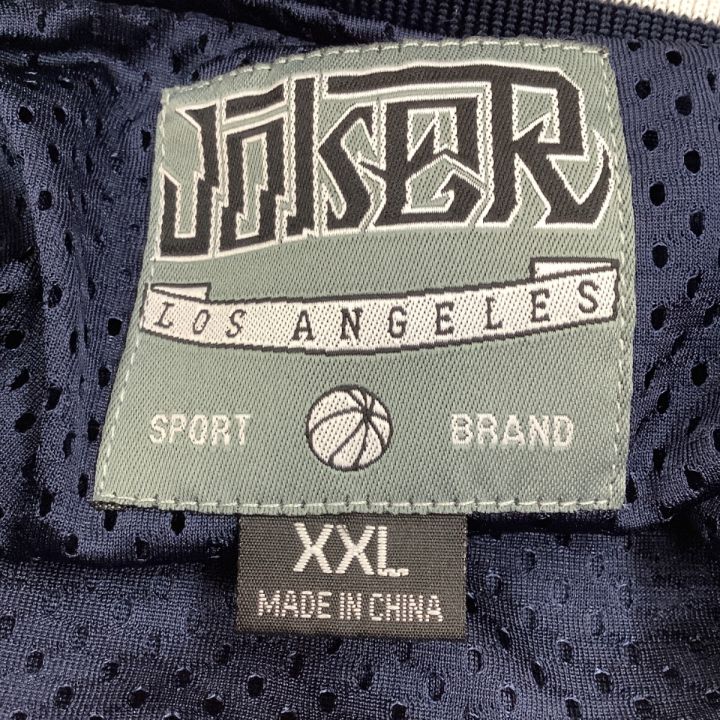 JOKER
LOS ANGELES
SPORT BRAND
XXL
MADE IN CHINA